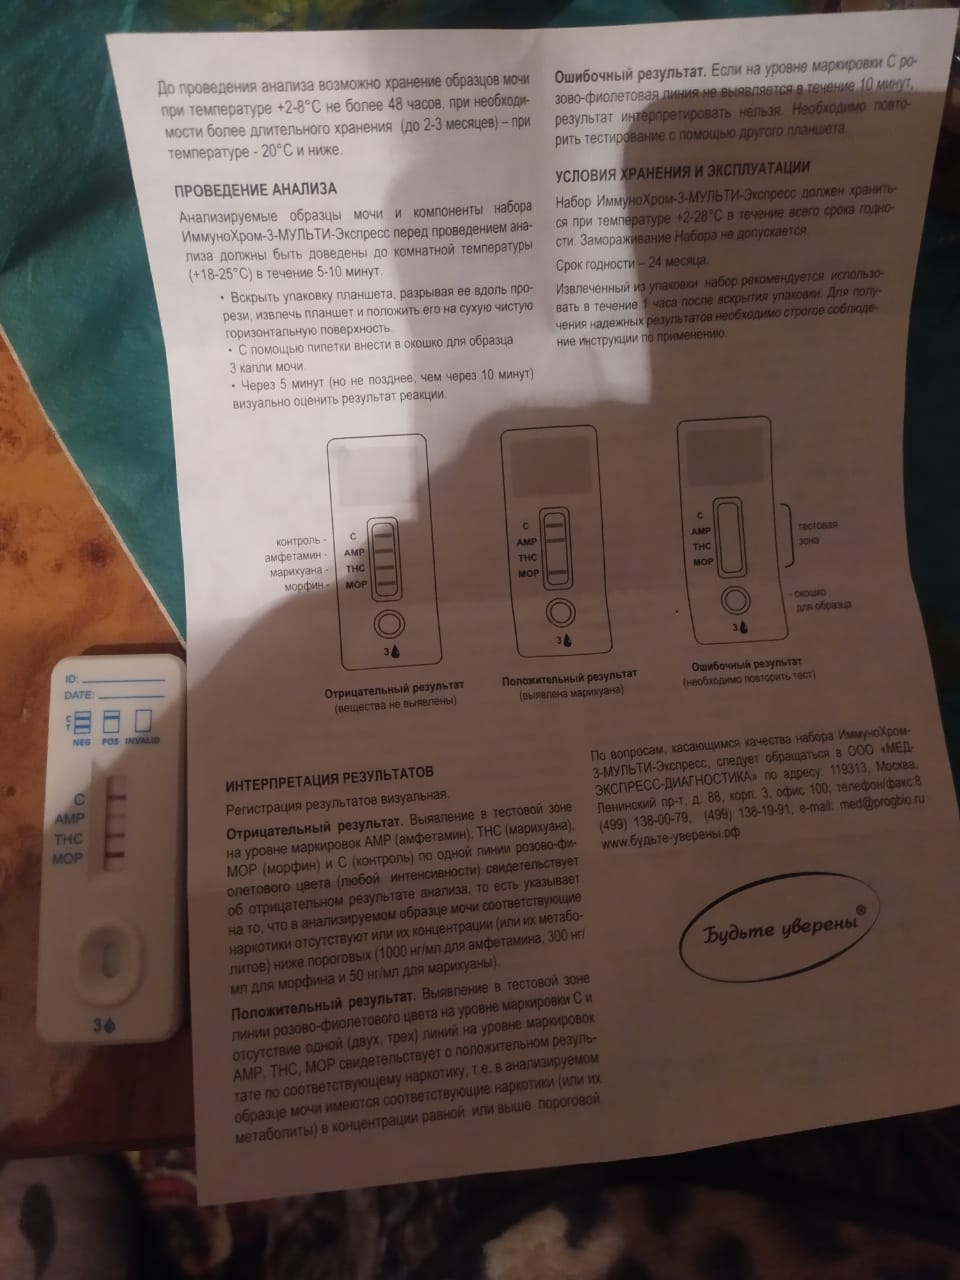 До проведения анализа возможно хранение образцов мочи
при температуре +2-8°С не более 48 часов, при необходи-
мости более длительного хранения (до 2-3 месяцев) – при
температуре - 20°С и ниже.
ПРОВЕДЕНИЕ АНАЛИЗА
Анализируемые образцы мочи и компоненты набора
ИммуноХром-3-МУЛЬТИ-Экспресс перед проведением ана-
лиза должны быть доведены до комнатной температуры
(+18-25°С) в течение 5-10 минут.
• Вскрыть упаковку планшета, разрывая ее вдоль про-
рези, извлечь планшет и положить его на сухую чистую
горизонтальную поверхность.
• С помощью пипетки внести в окошко для образца
3 капли мочи.
• Через 5 минут (но не позднее, чем через 10 минут)
визуально оценить результат реакции.
Ошибочный результат. Если на уровне маркировки С ро-
зово-фиолетовая линия не выявляется в течение 10 минут,
результат интерпретировать нельзя. Необходимо повто-
рить тестирование с помощью другого планшета.
УСЛОВИЯ ХРАНЕНИЯ И ЭКСПЛУАТАЦИИ
Набор ИммуноХром-3-МУЛЬТИ-Экспресс должен хранить-
ся при температуре +2-28°С в течение всего срока годно-
сти. Замораживание Набора не допускается.
Срок годности – 24 месяца.
Извлеченный из упаковки набор рекомендуется использо-
вать в течение 1 часа после вскрытия упаковки. Для полу-
чения надежных результатов необходимо строгое соблюде-
ние инструкции по применению.
контроль -
амфетамин -
марихуана -
морфин -
C
AMP
THC
MOP
3
Отрицательный результат
(вещества не выявлены)
C
AMP
THC
MOP
3
Положительный результат
(выявлена марихуана)
C
AMP
THC
MOP
3
тестовая
зона
- окошко
для образца
Ошибочный результат
(необходимо повторить тест)
ID:
DATE:
C
T
NEG POS INVALID
C
AMP
THC
MOP
3
ИНТЕРПРЕТАЦИЯ РЕЗУЛЬТАТОВ
Регистрация результатов визуальная.
Отрицательный результат. Выявление в тестовой зоне
на уровне маркировок AMP (амфетамин), THC (марихуана),
MOP (морфин) и С (контроль) по одной линии розово-фи-
олетового цвета (любой интенсивности) свидетельствует
об отрицательном результате анализа, то есть указывает
на то, что в анализируемом образце мочи соответствующие
наркотики отсутствуют или их концентрации (или их метабо-
литов) ниже пороговых (1000 нг/мл для амфетамина, 300 нг/
мл для морфина и 50 нг/мл для марихуаны).
Положительный результат. Выявление в тестовой зоне
линии розово-фиолетового цвета на уровне маркировки С и
отсутствие одной (двух, трех) линий на уровне маркировок
AMP, THC, MOP свидетельствует о положительном резуль-
тате по соответствующему наркотику, т.е. в анализируемом
образце мочи имеются соответствующие наркотики (или их
метаболиты) в концентрации равной или выше пороговой.
По вопросам, касающимся качества набора ИммуноХром-
3-МУЛЬТИ-Экспресс, следует обращаться в ООО «МЕД-
ЭКСПРЕСС-ДИАГНОСТИКА» по адресу: 119313, Москва,
Ленинский пр-т, д. 88, корп. 3, офис 100; телефон/факс:8
(499) 138-00-79, (499) 138-19-91, e-mail: med@progbio.ru
www.будьте-уверены.рф
Будьте уверены®